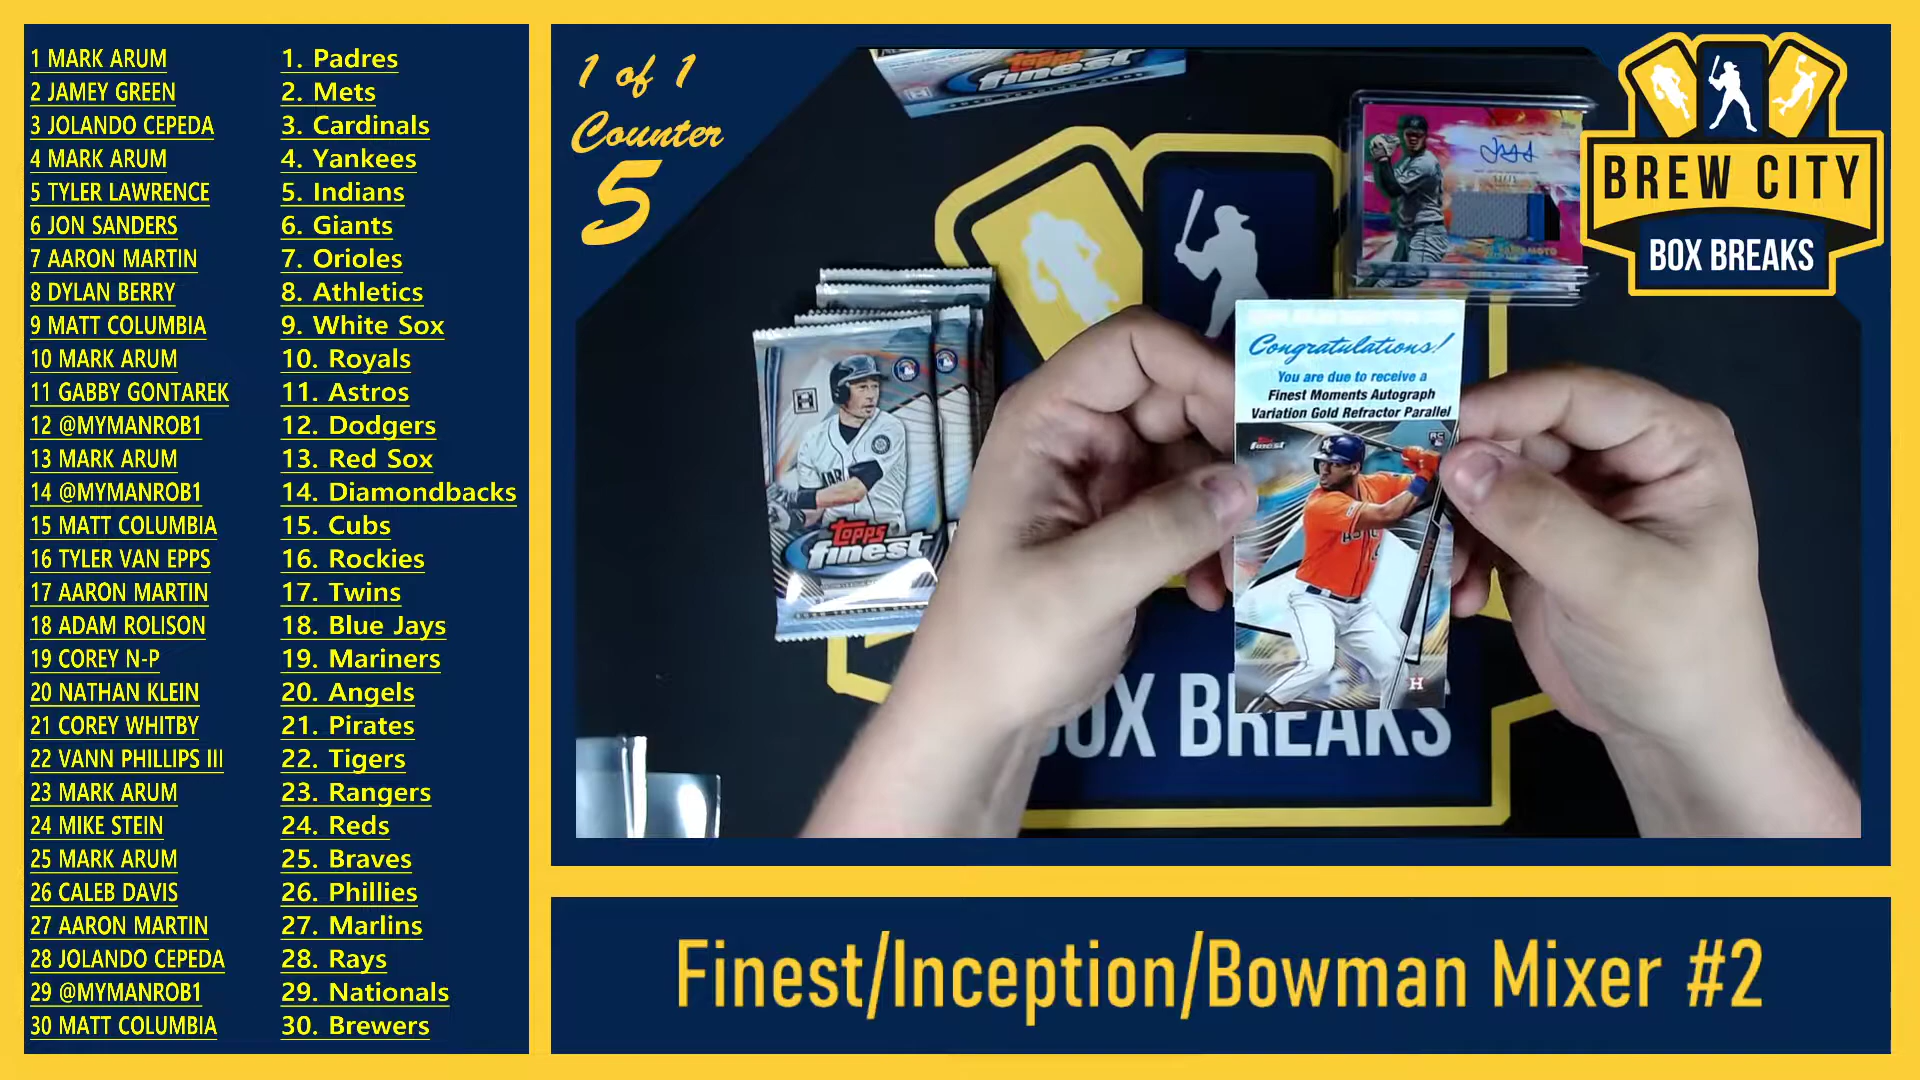 1 MARK ARUM 1. Padres
2 JAMEY GREEN 2. Mets
3 JOLANDO CEPEDA 3. Cardinals
4 MARK ARUM 4. Yankees
5 TYLER LAWRENCE 5. Indians
6 JON SANDERS 6. Giants
7 AARON MARTIN 7. Orioles
8 DYLAN BERRY 8. Athletics
9 MATT COLUMBIA 9. White Sox
10 MARK ARUM 10. Royals
11 GABBY GONTAREK 11. Astros
12 @MYMANROB1 12. Dodgers
13 MARK ARUM 13. Red Sox
14 @MYMANROB1 14. Diamondbacks
15 MATT COLUMBIA 15. Cubs
16 TYLER VAN EPPS 16. Rockies
17 AARON MARTIN 17. Twins
18 ADAM ROLISON 18. Blue Jays
19 COREY N-P 19. Mariners
20 NATHAN KLEIN 20. Angels
21 COREY WHITBY 21. Pirates
22 VANN PHILLIPS III 22. Tigers
23 MARK ARUM 23. Rangers
24 MIKE STEIN 24. Reds
25 MARK ARUM 25. Braves
26 CALEB DAVIS 26. Phillies
27 AARON MARTIN 27. Marlins
28 JOLANDO CEPEDA 28. Rays
29 @MYMANROB1 29. Nationals
30 MATT COLUMBIA 30. Brewers
1 of 1
Counter
5
Topps
finest
BREW CITY
BOX BREAKS
Congratulations!
You are due to receive a
Finest Moments Autograph
Variation Gold Refractor Parallel
Topps
finest
RC
H
Topps
finest
BOX BREAKS
Finest/Inception/Bowman Mixer #2